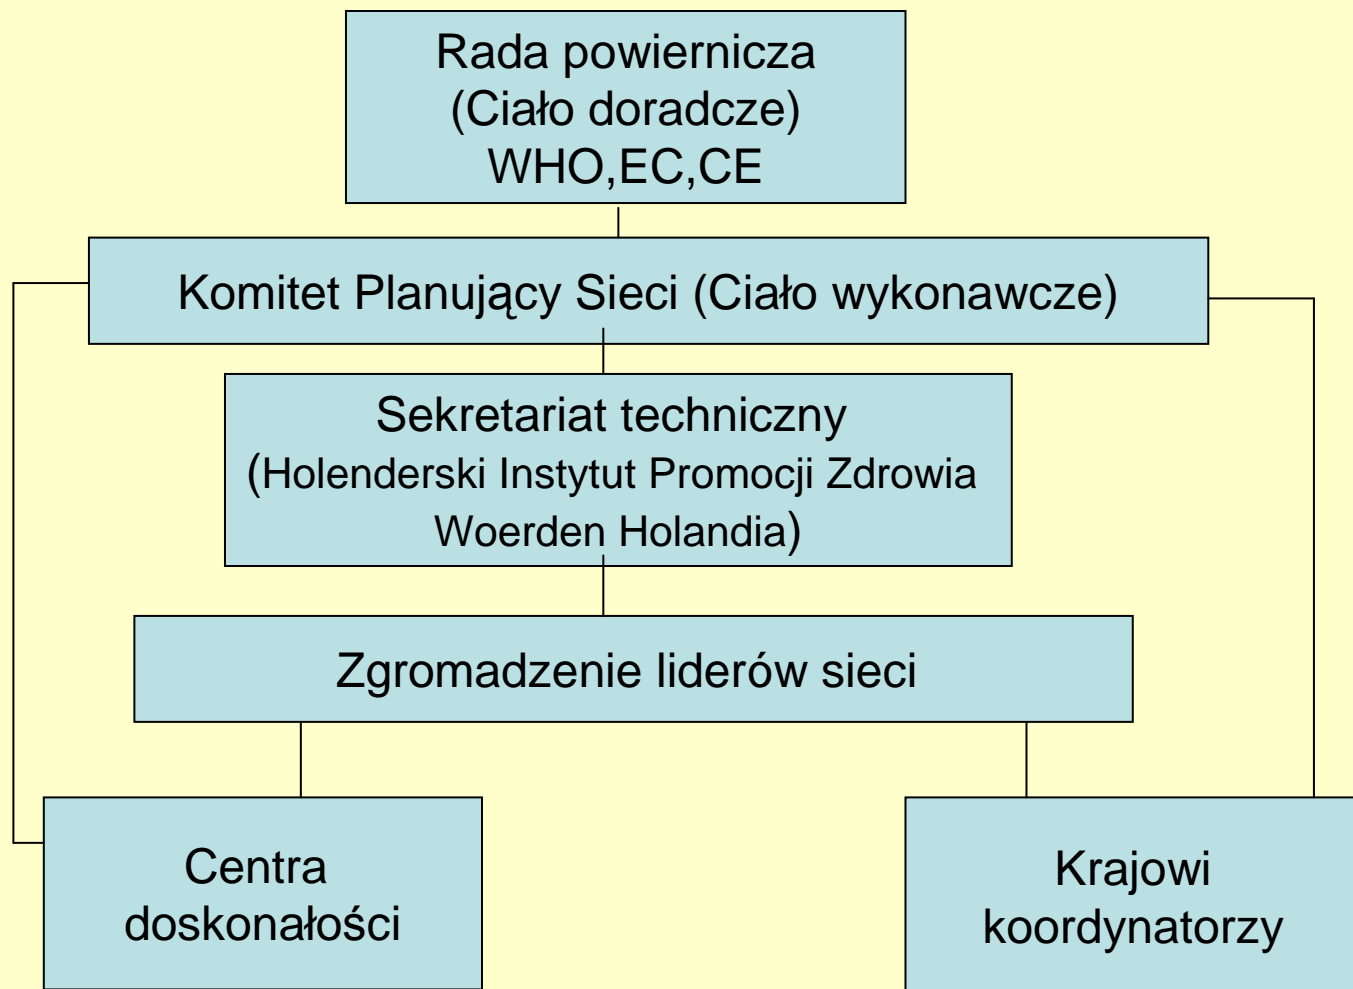 Rada powiernicza
(Ciało doradcze)
WHO,EC,CE
Komitet Planujący Sieci (Ciało wykonawcze)
Sekretariat techniczny
(Holenderski Instytut Promocji Zdrowia
Woerden Holandia)
Zgromadzenie liderów sieci
Centra
doskonałości
Krajowi
koordynatorzy